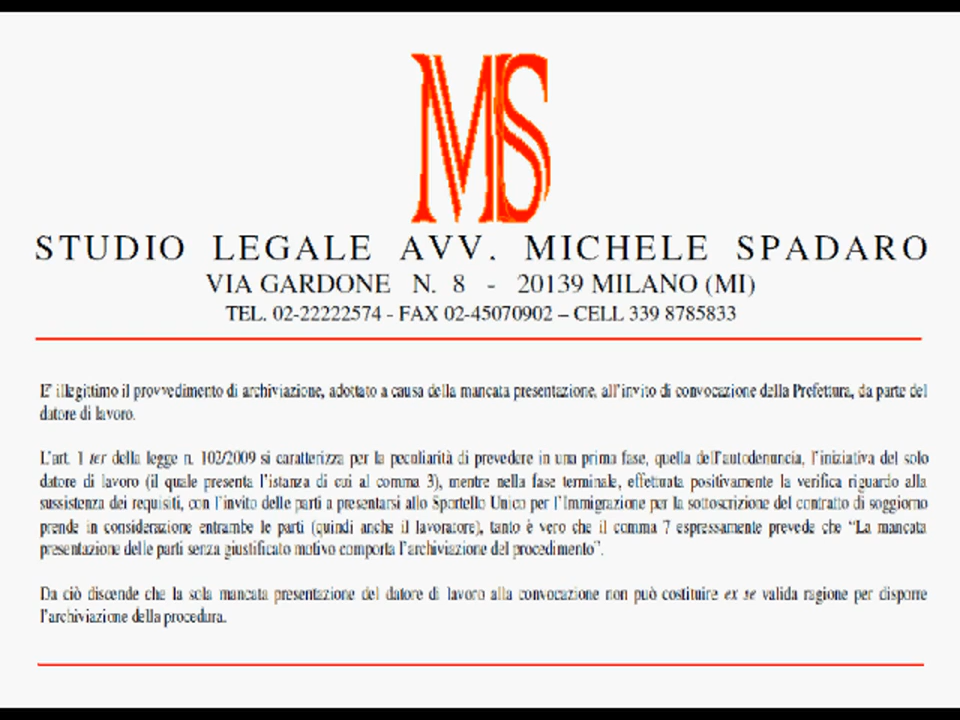 MS
STUDIO LEGALE AVV. MICHELE SPADARO
VIA GARDONE N. 8 - 20139 MILANO (MI)
TEL. 02-22222574 - FAX 02-45070902 – CELL 339 8785833
E' illegittimo il provvedimento di archiviazione, adottato a causa della mancata presentazione, all'invito di convocazione della Prefettura, da parte del
datore di lavoro.
L'art. 1 ter della legge n. 102/2009 si caratterizza per la peculiarità di prevedere in una prima fase, quella dell'autodenuncia, l'iniziativa del solo
datore di lavoro (il quale presenta l'istanza di cui al comma 3), mentre nella fase terminale, effettuata positivamente la verifica riguardo alla
sussistenza dei requisiti, con l'invito delle parti a presentarsi allo Sportello Unico per l'Immigrazione per la sottoscrizione del contratto di soggiorno
prende in considerazione entrambe le parti (quindi anche il lavoratore), tanto è vero che il comma 7 espressamente prevede che “La mancata
presentazione delle parti senza giustificato motivo comporta l'archiviazione del procedimento”.
Da ciò discende che la sola mancata presentazione del datore di lavoro alla convocazione non può costituire ex se valida ragione per disporre
l'archiviazione della procedura.